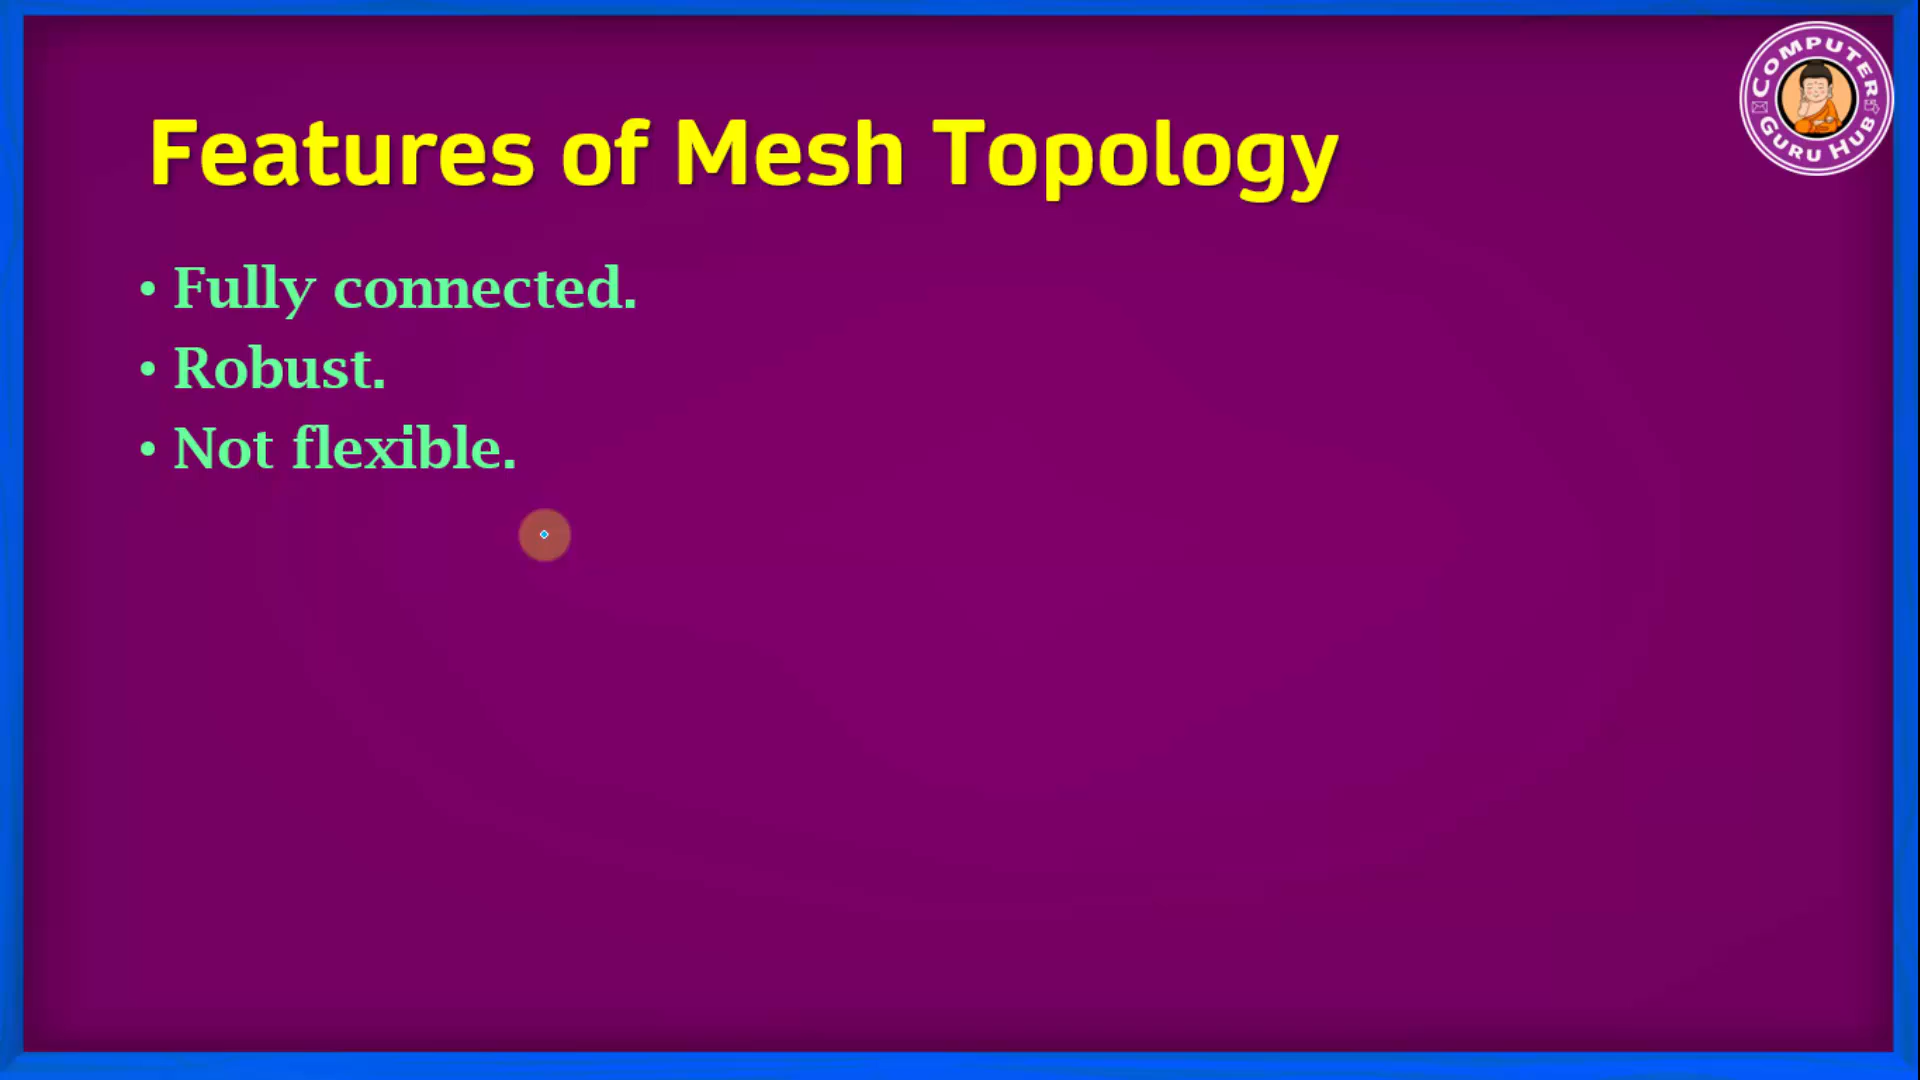 COMPUTER
GURU HUB
Features of Mesh Topology
• Fully connected.
• Robust.
• Not flexible.